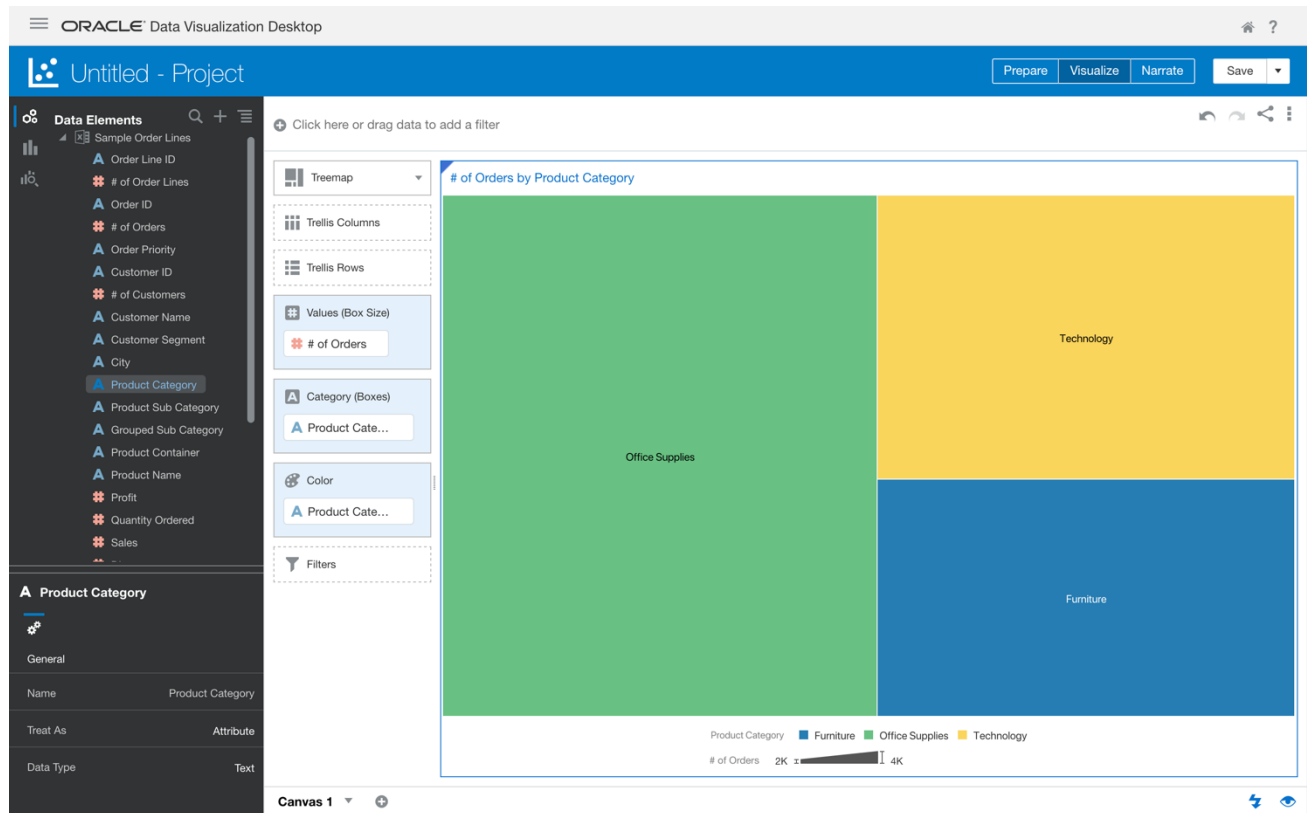 ORACLE Data Visualization Desktop
?
Untitled - Project
Prepare Visualize Narrate Save
Data Elements
Sample Order Lines
A Order Line ID
# # of Order Lines
A Order ID
# # of Orders
A Order Priority
A Customer ID
# # of Customers
A Customer Name
A Customer Segment
A City
A Product Category
A Product Sub Category
A Grouped Sub Category
A Product Container
A Product Name
# Profit
# Quantity Ordered
# Sales
A Product Category
General
Name Product Category
Treat As Attribute
Data Type Text
Click here or drag data to add a filter
Treemap
Trellis Columns
Trellis Rows
# Values (Box Size)
# # of Orders
A Category (Boxes)
A Product Cate...
Color
A Product Cate...
Filters
# of Orders by Product Category
Office Supplies
Technology
Furniture
Product Category Furniture Office Supplies Technology
# of Orders 2K 4K
Canvas 1